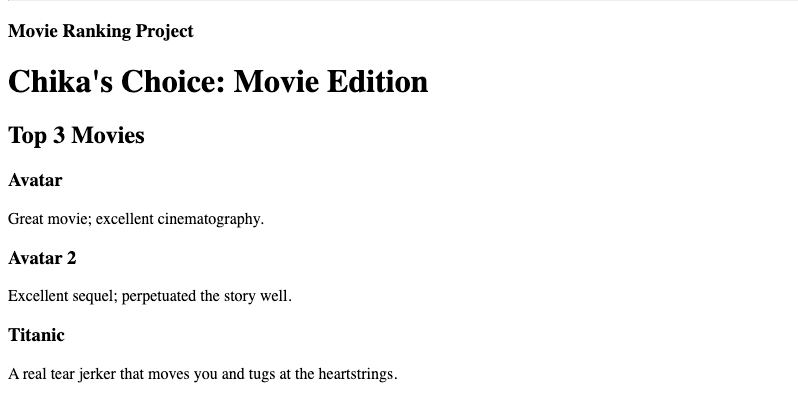 Movie Ranking Project
Chika's Choice: Movie Edition
Top 3 Movies
Avatar
Great movie; excellent cinematography.
Avatar 2
Excellent sequel; perpetuated the story well.
Titanic
A real tear jerker that moves you and tugs at the heartstrings.